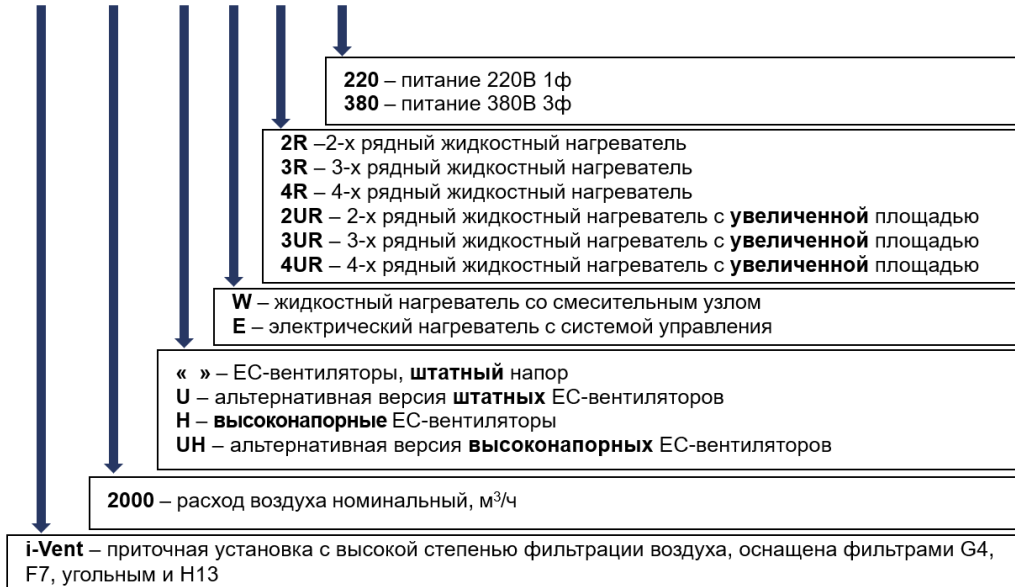 220 – питание 220В 1ф
380 – питание 380В 3ф
2R –2-х рядный жидкостный нагреватель
3R – 3-х рядный жидкостный нагреватель
4R – 4-х рядный жидкостный нагреватель
2UR – 2-х рядный жидкостный нагреватель с увеличенной площадью
3UR – 3-х рядный жидкостный нагреватель с увеличенной площадью
4UR – 4-х рядный жидкостный нагреватель с увеличенной площадью
W – жидкостный нагреватель со смесительным узлом
E – электрический нагреватель с системой управления
« » – ЕС-вентиляторы, штатный напор
U – альтернативная версия штатных ЕС-вентиляторов
H – высоконапорные ЕС-вентиляторы
UH – альтернативная версия высоконапорных ЕС-вентиляторов
2000 – расход воздуха номинальный, м³/ч
i-Vent – приточная установка с высокой степенью фильтрации воздуха, оснащена фильтрами G4,
F7, угольным и H13